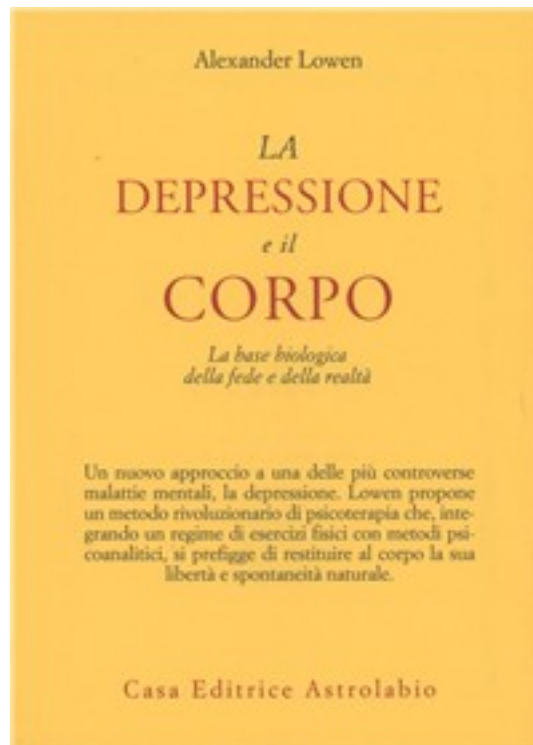 Alexander Lowen
LA
DEPRESSIONE
e il
CORPO
La base biologica
della fede e della realtà
Un nuovo approccio a una delle più controverse
malattie mentali, la depressione. Lowen propone
un metodo rivoluzionario di psicoterapia che, inte-
grando un regime di esercizi fisici con metodi psi-
coanalitici, si prefigge di restituire al corpo la sua
libertà e spontaneità naturale.
Casa Editrice Astrolabio